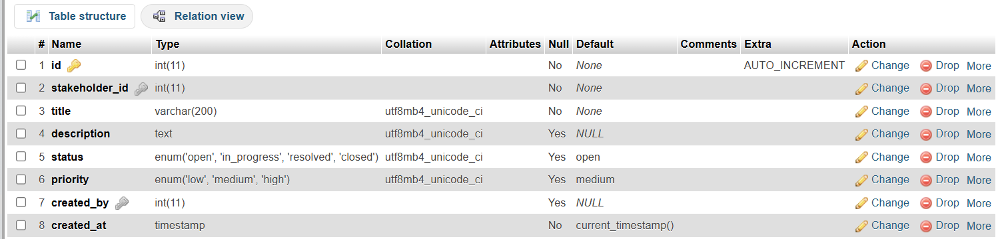 Table structure Relation view
# Name Type Collation Attributes Null Default Comments Extra Action
1 id int(11) No None AUTO_INCREMENT Change Drop More
2 stakeholder_id int(11) No None Change Drop More
3 title varchar(200) utf8mb4_unicode_ci No None Change Drop More
4 description text utf8mb4_unicode_ci Yes NULL Change Drop More
5 status enum('open', 'in_progress', 'resolved', 'closed') utf8mb4_unicode_ci Yes open Change Drop More
6 priority enum('low', 'medium', 'high') utf8mb4_unicode_ci Yes medium Change Drop More
7 created_by int(11) Yes NULL Change Drop More
8 created_at timestamp No current_timestamp() Change Drop More